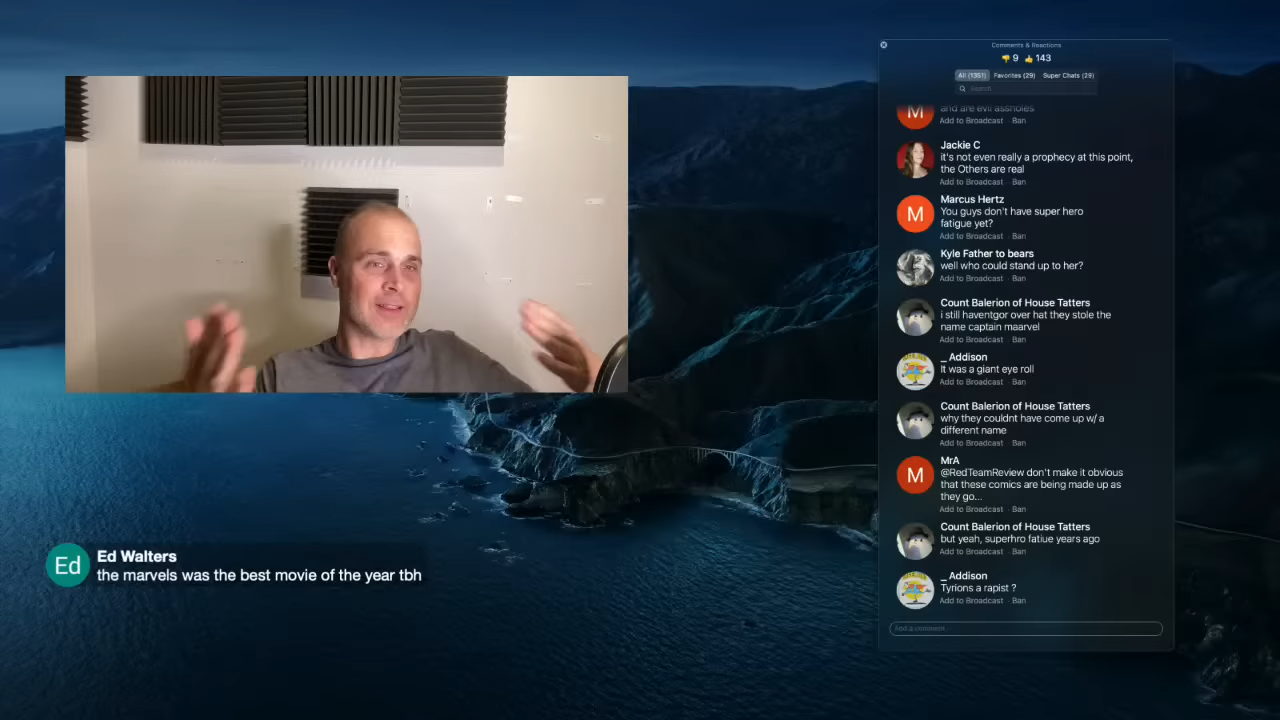 Comments & Reactions
👎 9 👍 143
All (1351) Favorites (29) Super Chats (29)
Search
M
and are evil assholes
Add to Broadcast · Ban
Jackie C
it's not even really a prophecy at this point,
the Others are real
Add to Broadcast · Ban
M
Marcus Hertz
You guys don't have super hero
fatigue yet?
Add to Broadcast · Ban
Kyle Father to bears
well who could stand up to her?
Add to Broadcast · Ban
Count Balerion of House Tatters
i still haventgor over hat they stole the
name captain maarvel
Add to Broadcast · Ban
_ Addison
It was a giant eye roll
Add to Broadcast · Ban
Count Balerion of House Tatters
why they couldnt have come up w/ a
different name
Add to Broadcast · Ban
M
MrA
@RedTeamReview don't make it obvious
that these comics are being made up as
they go...
Add to Broadcast · Ban
Count Balerion of House Tatters
but yeah, superhro fatiue years ago
Add to Broadcast · Ban
_ Addison
Tyrions a rapist ?
Add to Broadcast · Ban
Add a comment
Ed
Ed Walters
the marvels was the best movie of the year tbh